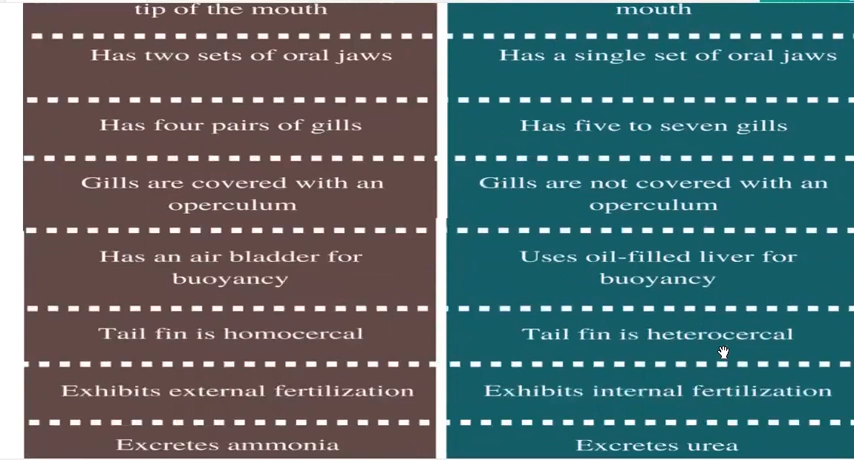 tip of the mouth
mouth
Has two sets of oral jaws
Has a single set of oral jaws
Has four pairs of gills
Has five to seven gills
Gills are covered with an
operculum
Gills are not covered with an
operculum
Has an air bladder for
buoyancy
Uses oil-filled liver for
buoyancy
Tail fin is homocercal
Tail fin is heterocercal
Exhibits external fertilization
Exhibits internal fertilization
Excretes ammonia
Excretes urea